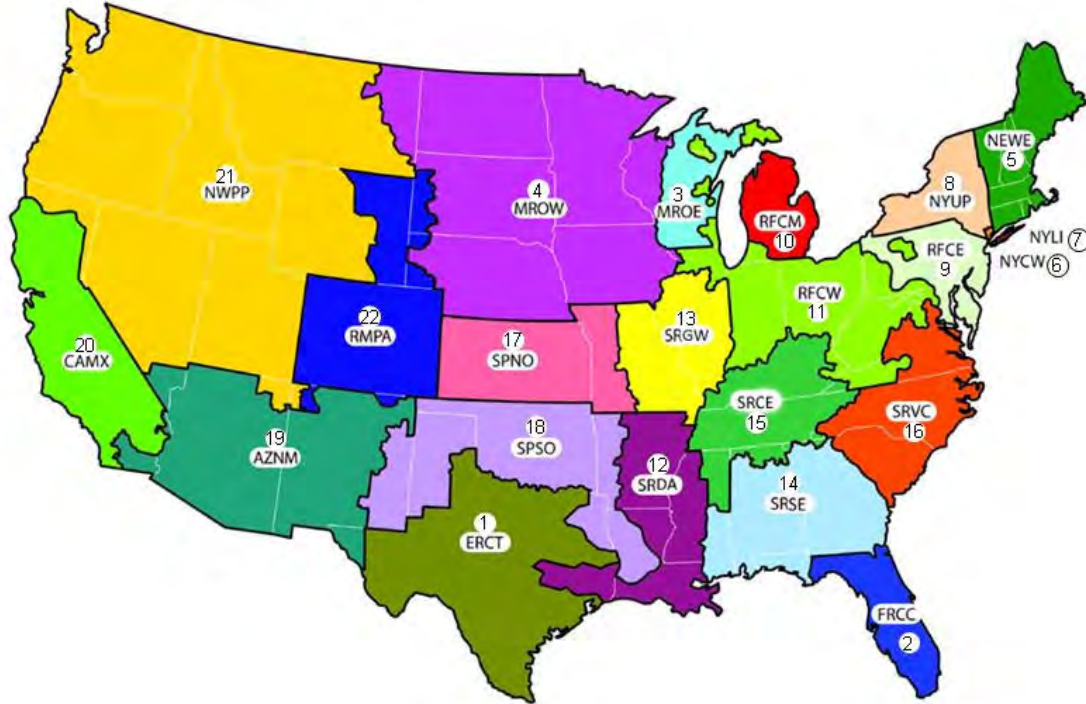 21
NWPP
4
MROW
3
MROE
RFCM
10
NEWE
5
8
NYUP
NYLI 7
NYCW 6
RFCE
9
RFCW
11
13
SRGW
22
RMPA
17
SPNO
20
CAMX
SRCE
15
SRVC
16
19
AZNM
18
SPSO
12
SRDA
14
SRSE
1
ERCT
FRCC
2